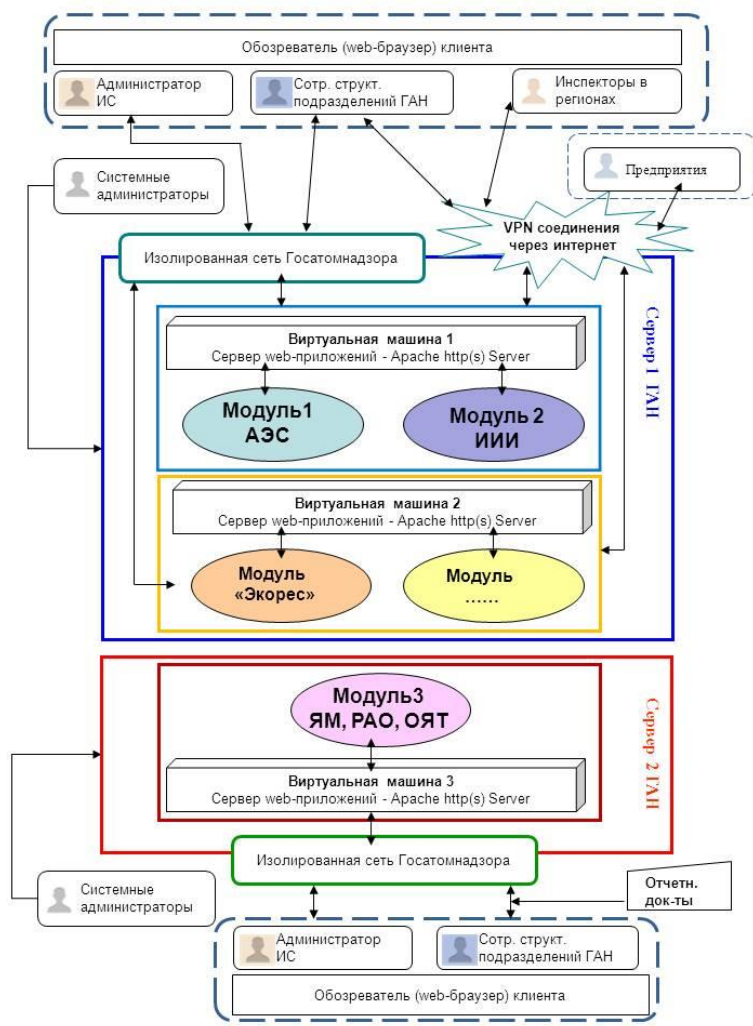 Обозреватель (web-браузер) клиента
Администратор
ИС
Сотр. структ.
подразделений ГАН
Инспекторы в
регионах
Системные
администраторы
Предприятия
VPN соединения
через интернет
Изолированная сеть Госатомнадзора
Сервер 1 ГАН
Виртуальная машина 1
Сервер web-приложений - Apache http(s) Server
Модуль1
АЭС
Модуль 2
ИИИ
Виртуальная машина 2
Сервер web-приложений - Apache http(s) Server
Модуль
«Экорес»
Модуль
……
Модуль3
ЯМ, РАО, ОЯТ
Сервер 2 ГАН
Виртуальная машина 3
Сервер web-приложений - Apache http(s) Server
Изолированная сеть Госатомнадзора
Системные
администраторы
Отчетн.
док-ты
Администратор
ИС
Сотр. структ.
подразделений ГАН
Обозреватель (web-браузер) клиента